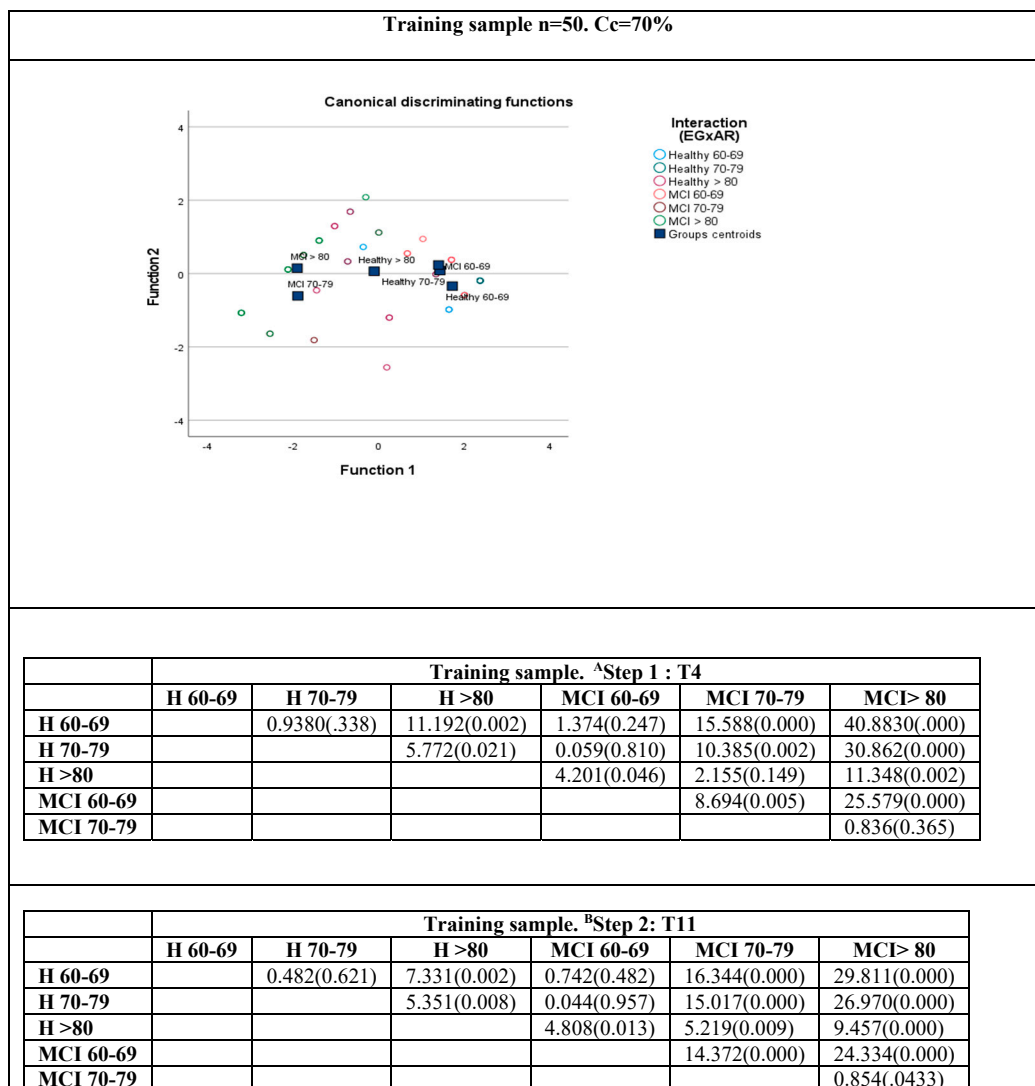 Training sample n=50. Cc=70%
Canonical discriminating functions
4
2
0
-2
-4
Function2
-4 -2 0 2 4
Function 1
MCI > 80
MCI 70-79
Healthy > 80
Healthy 70-79
MCI 60-69
Healthy 60-69
Interaction
(EGxAR)
Healthy 60-69
Healthy 70-79
Healthy > 80
MCI 60-69
MCI 70-79
MCI > 80
Groups centroids
Training sample. AStep 1 : T4
H 60-69 H 70-79 H >80 MCI 60-69 MCI 70-79 MCI> 80
H 60-69 0.9380(.338) 11.192(0.002) 1.374(0.247) 15.588(0.000) 40.8830(.000)
H 70-79 5.772(0.021) 0.059(0.810) 10.385(0.002) 30.862(0.000)
H >80 4.201(0.046) 2.155(0.149) 11.348(0.002)
MCI 60-69 8.694(0.005) 25.579(0.000)
MCI 70-79 0.836(0.365)
Training sample. BStep 2: T11
H 60-69 H 70-79 H >80 MCI 60-69 MCI 70-79 MCI> 80
H 60-69 0.482(0.621) 7.331(0.002) 0.742(0.482) 16.344(0.000) 29.811(0.000)
H 70-79 5.351(0.008) 0.044(0.957) 15.017(0.000) 26.970(0.000)
H >80 4.808(0.013) 5.219(0.009) 9.457(0.000)
MCI 60-69 14.372(0.000) 24.334(0.000)
MCI 70-79 0.854(.0433)